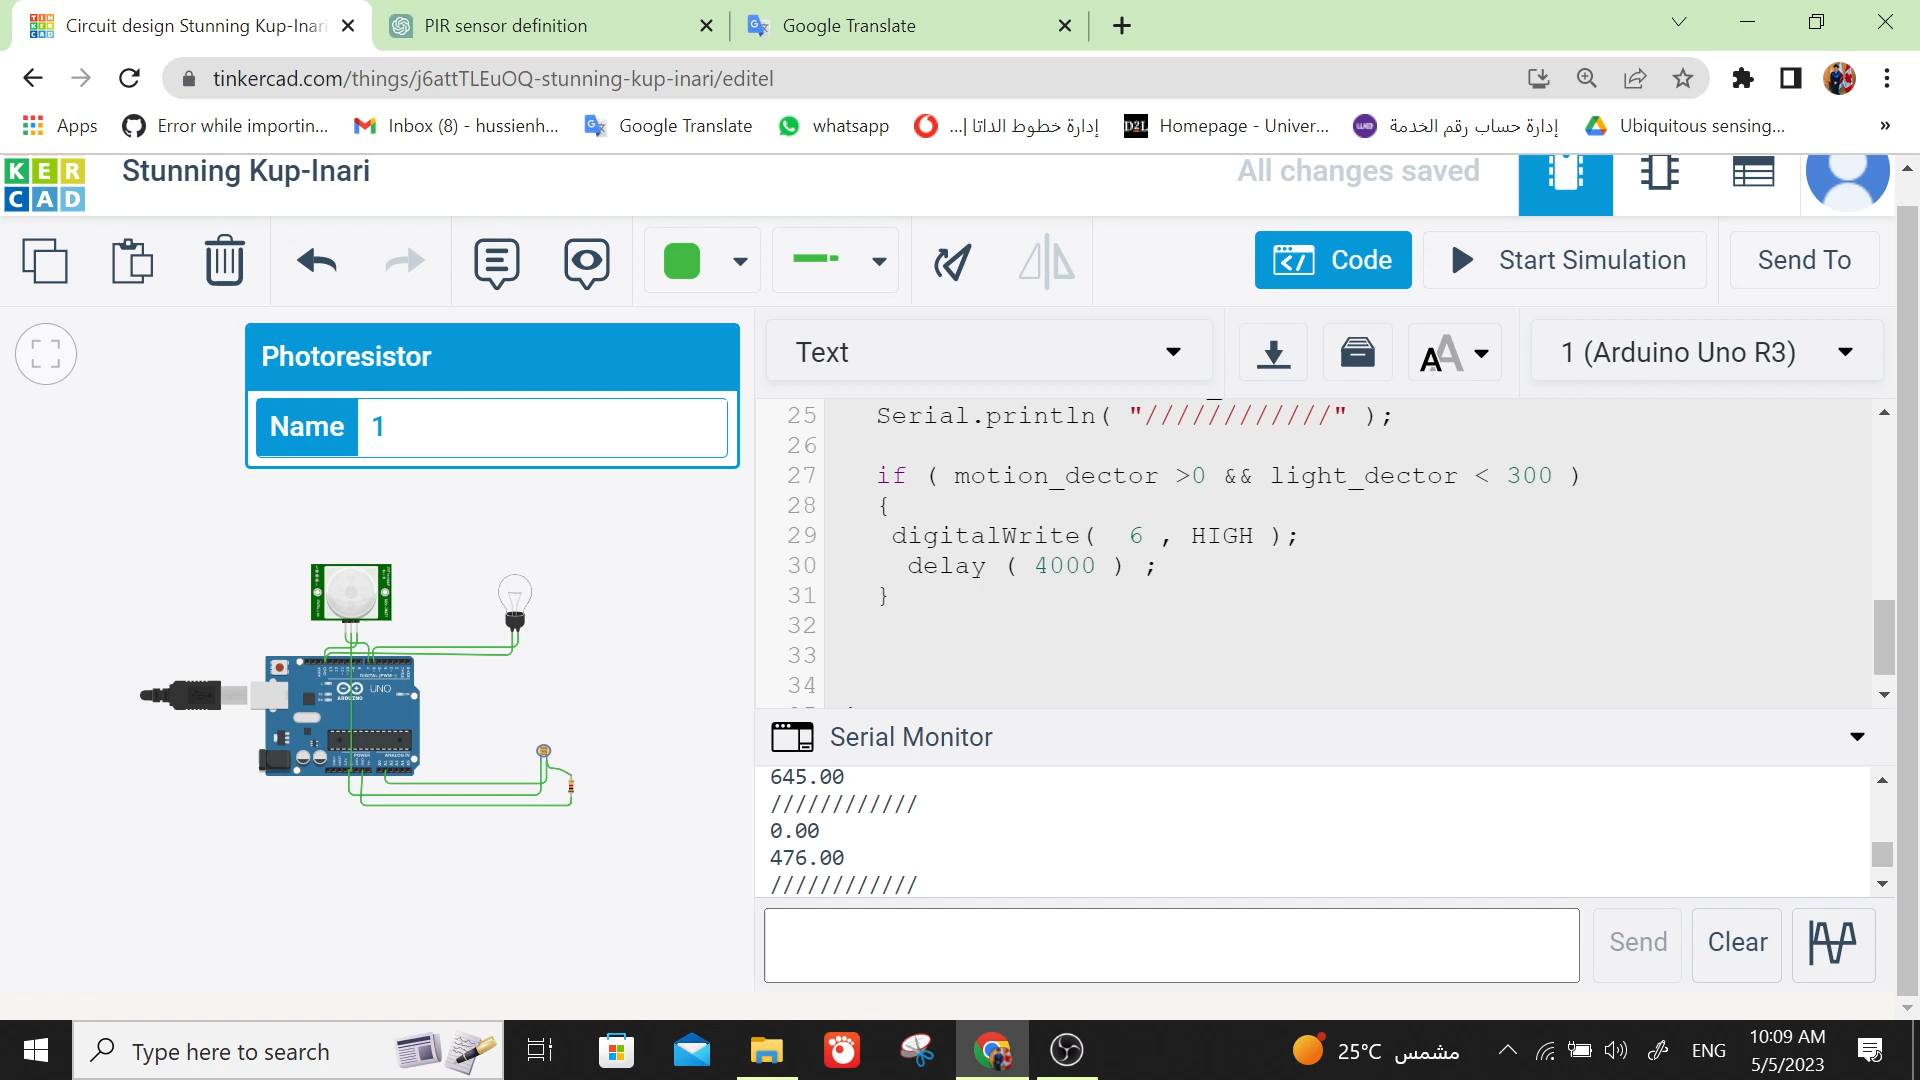 Circuit design Stunning Kup-Inari
PIR sensor definition
Google Translate
tinkercad.com/things/j6attTLEuOQ-stunning-kup-inari/editel
Apps
Error while importin...
Inbox (8) - hussienh...
Google Translate
whatsapp
إدارة خطوط الداتا |...
D2L
Homepage - Univer...
إدارة حساب رقم الخدمة
Ubiquitous sensing...
»
KER
CAD
Stunning Kup-Inari
All changes saved
Code
Start Simulation
Send To
Photoresistor
Name 1
Text
1 (Arduino Uno R3)
25 Serial.println( "////////////" );
26
27 if ( motion_dector >0 && light_dector < 300 )
28 {
29 digitalWrite( 6 , HIGH );
30 delay ( 4000 ) ;
31 }
32
33
34
UNO
ARDUINO
Serial Monitor
645.00
////////////
0.00
476.00
////////////
Send
Clear
Type here to search
25°C مشمس
ENG
10:09 AM
5/5/2023